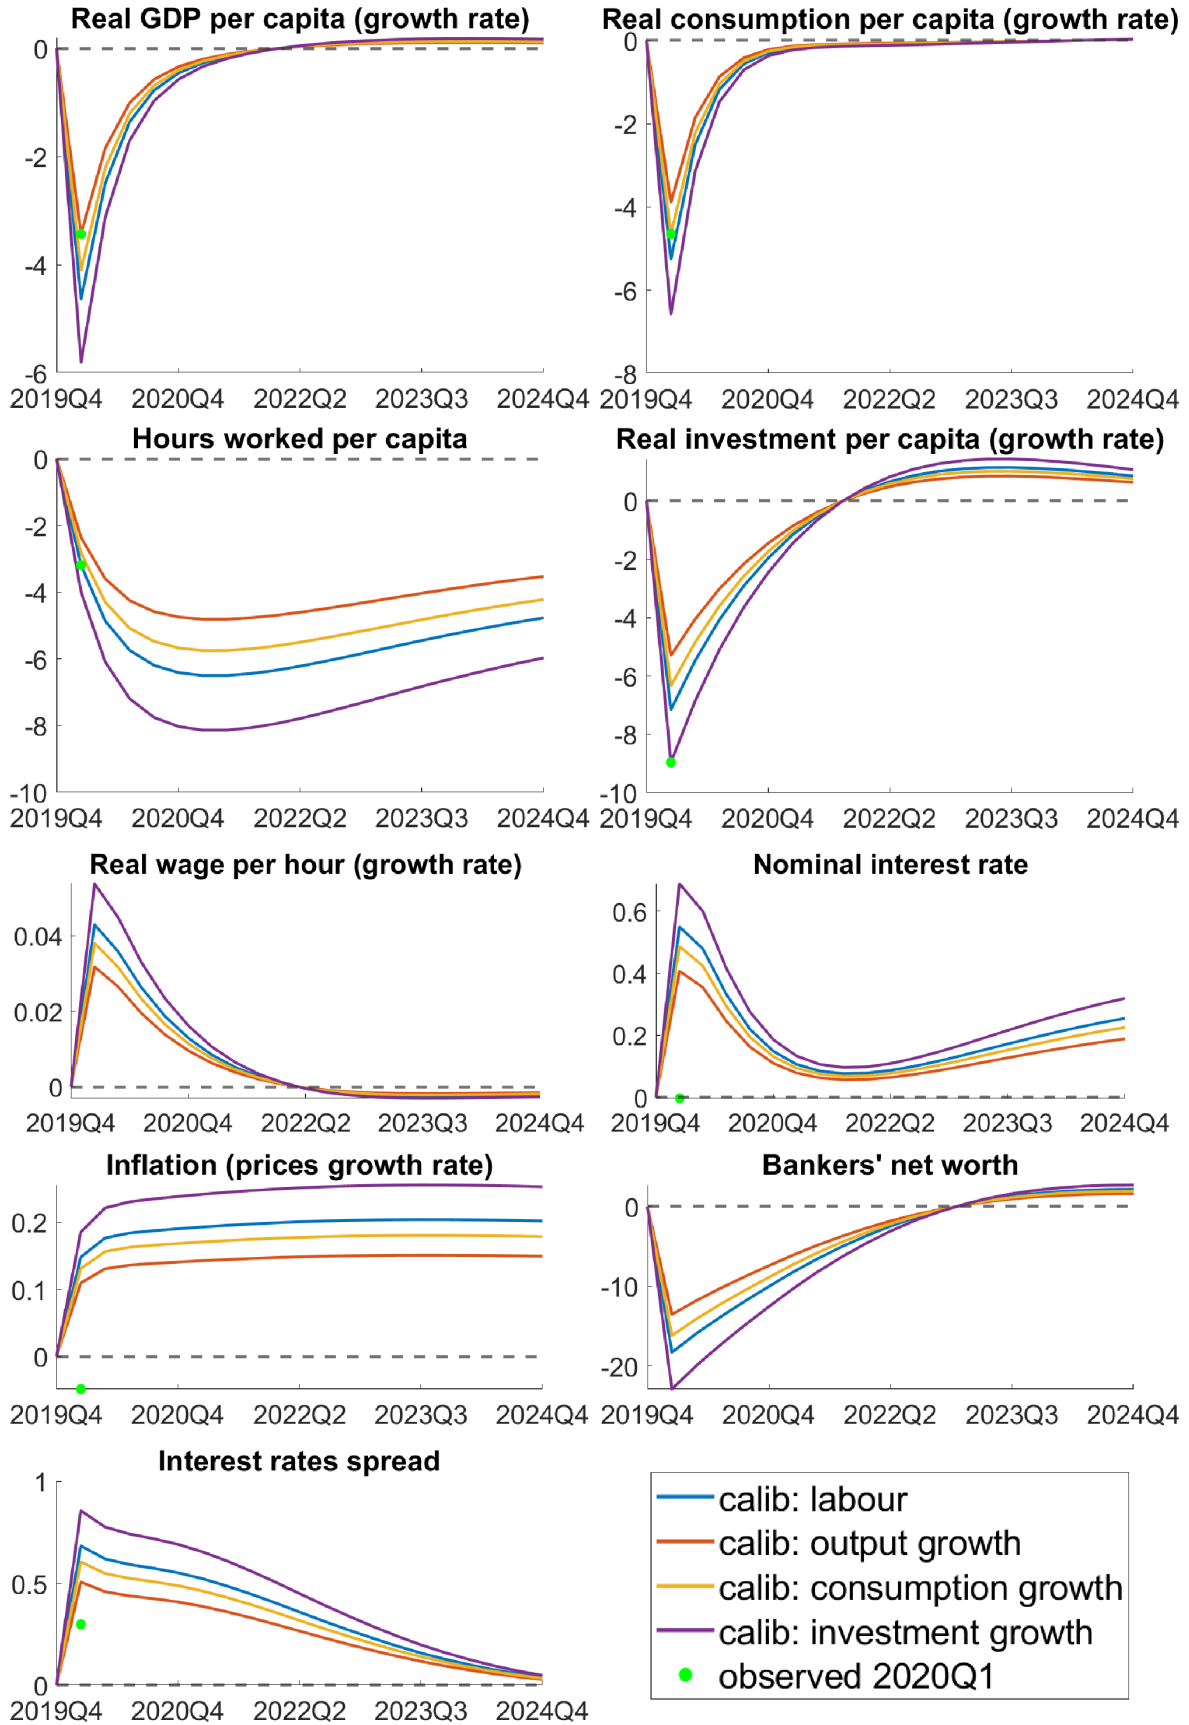 Real GDP per capita (growth rate)
0
-2
-4
-6
2019Q4 2020Q4 2022Q2 2023Q3 2024Q4
Real consumption per capita (growth rate)
0
-2
-4
-6
-8
2019Q4 2020Q4 2022Q2 2023Q3 2024Q4
Hours worked per capita
0
-2
-4
-6
-8
-10
2019Q4 2020Q4 2022Q2 2023Q3 2024Q4
Real investment per capita (growth rate)
0
-2
-4
-6
-8
-10
2019Q4 2020Q4 2022Q2 2023Q3 2024Q4
Real wage per hour (growth rate)
0.04
0.02
0
2019Q4 2020Q4 2022Q2 2023Q3 2024Q4
Nominal interest rate
0.6
0.4
0.2
0
2019Q4 2020Q4 2022Q2 2023Q3 2024Q4
Inflation (prices growth rate)
0.2
0.1
0
2019Q4 2020Q4 2022Q2 2023Q3 2024Q4
Bankers' net worth
0
-10
-20
2019Q4 2020Q4 2022Q2 2023Q3 2024Q4
Interest rates spread
1
0.5
0
2019Q4 2020Q4 2022Q2 2023Q3 2024Q4
calib: labour
calib: output growth
calib: consumption growth
calib: investment growth
observed 2020Q1